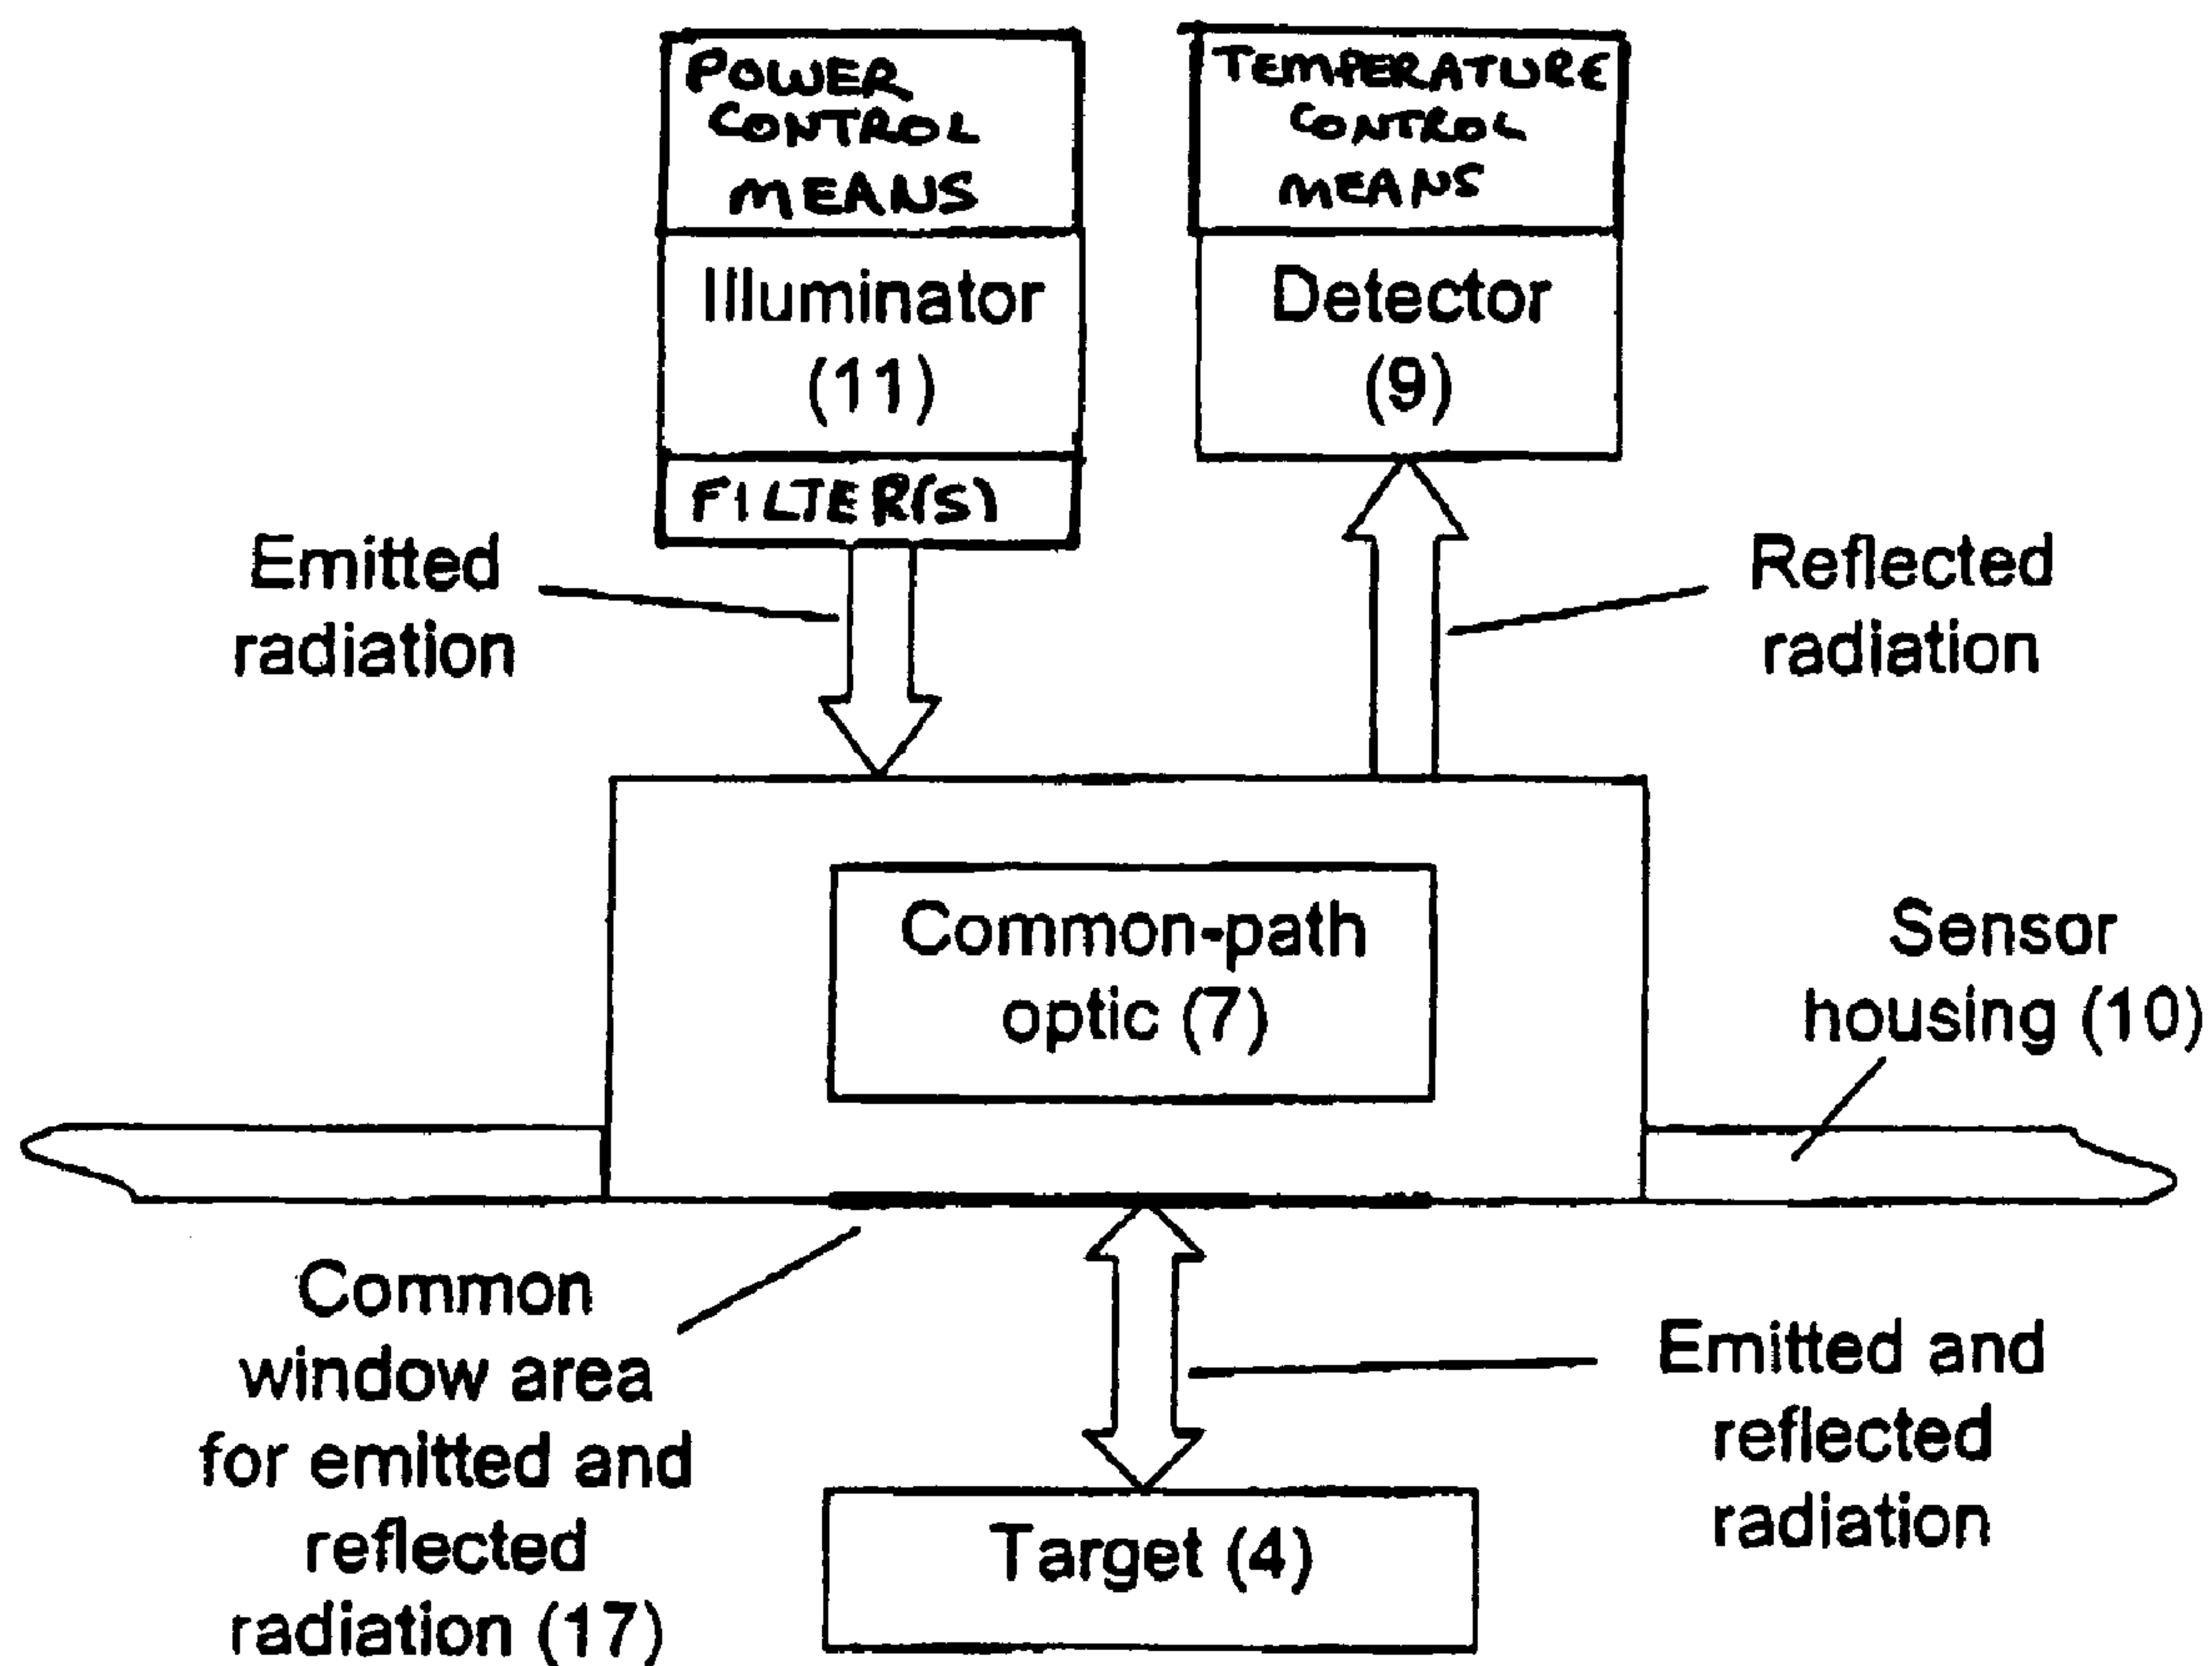 POWER
CONTROL
MEANS
TEMPERATURE
CONTROL
MEANS
Illuminator
(11)
Detector
(9)
FILTER(S)
Emitted
radiation
Reflected
radiation
Common-path
optic (7)
Sensor
housing (10)
Common
window area
for emitted and
reflected
radiation (17)
Emitted and
reflected
radiation
Target (4)